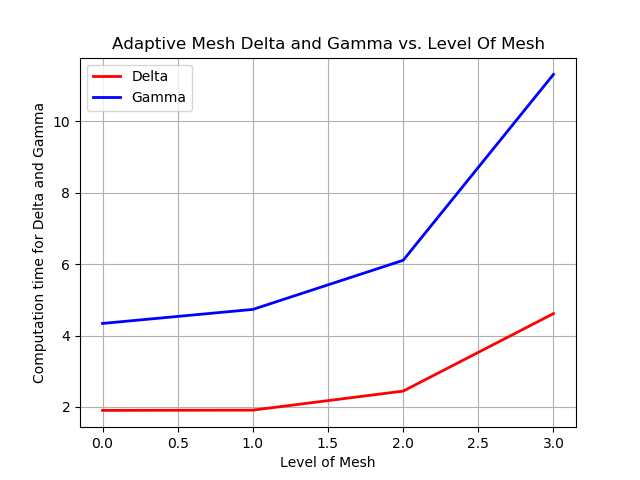 Adaptive Mesh Delta and Gamma vs. Level Of Mesh
Delta
Gamma
Computation time for Delta and Gamma
10
8
6
4
2
0.0 0.5 1.0 1.5 2.0 2.5 3.0
Level of Mesh